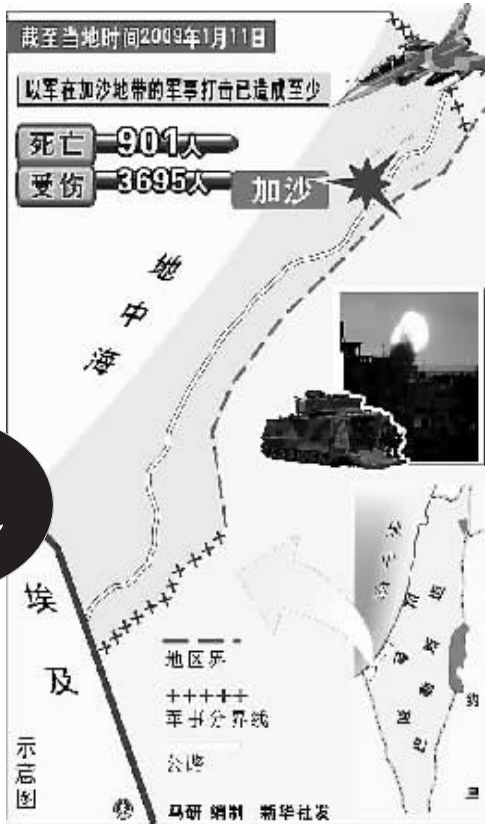 截至当地时间2009年1月11日
以军在加沙地带的军事打击已造成至少
死亡 901人
受伤 3695人
加沙
地中海
埃及
地区界
军事分界线
公路
示意图
马研 编制 新华社发